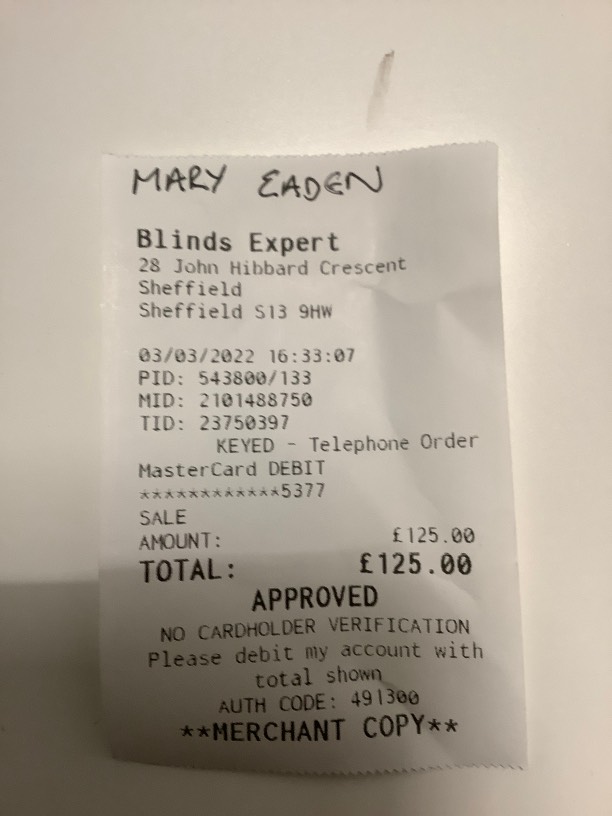 MARY EADEN
Blinds Expert
28 John Hibbard Crescent
Sheffield
Sheffield S13 9HW
03/03/2022 16:33:07
PID: 543800/133
MID: 2101488750
TID: 23750397
KEYED - Telephone Order
MasterCard DEBIT
************5377
SALE
AMOUNT: £125.00
TOTAL: £125.00
APPROVED
NO CARDHOLDER VERIFICATION
Please debit my account with
total shown
AUTH CODE: 491300
**MERCHANT COPY**